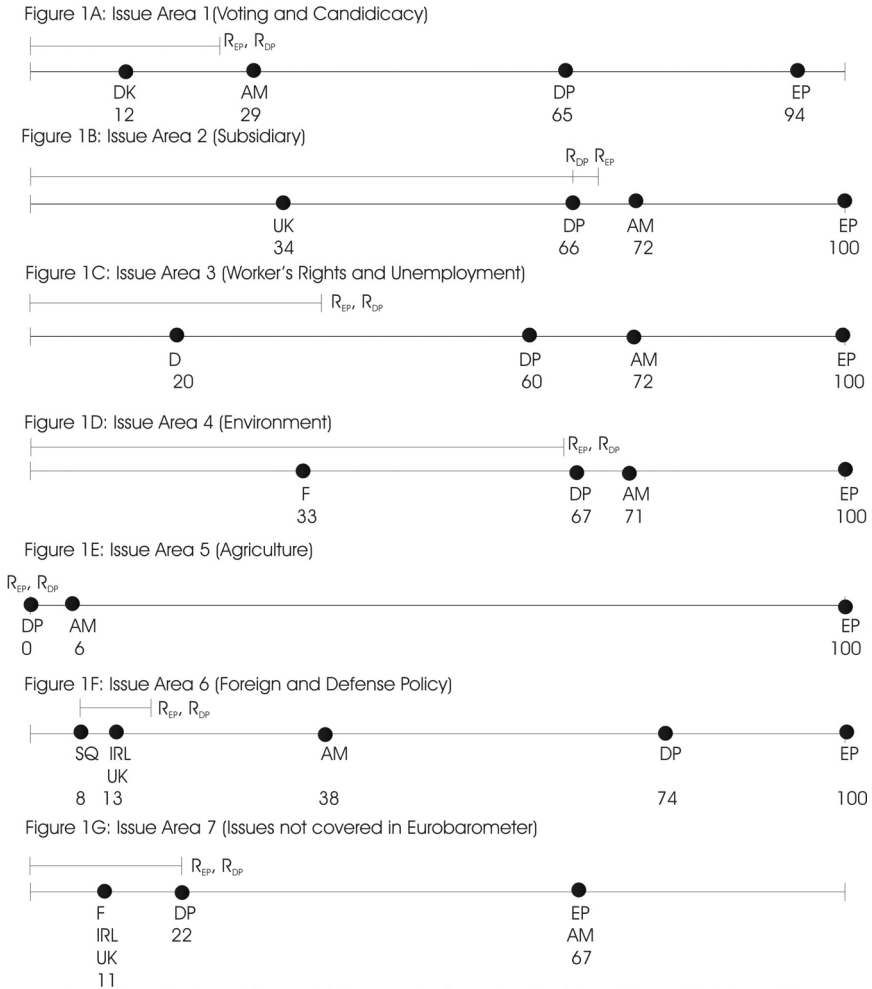 Figure 1A: Issue Area 1(Voting and Candidicacy)
R_EP, R_DP
DK AM DP EP
12 29 65 94
Figure 1B: Issue Area 2 (Subsidiary)
R_DP R_EP
UK DP AM EP
34 66 72 100
Figure 1C: Issue Area 3 (Worker's Rights and Unemployment)
R_EP, R_DP
D DP AM EP
20 60 72 100
Figure 1D: Issue Area 4 (Environment)
R_EP, R_DP
F DP AM EP
33 67 71 100
Figure 1E: Issue Area 5 (Agriculture)
R_EP, R_DP
DP AM EP
0 6 100
Figure 1F: Issue Area 6 (Foreign and Defense Policy)
R_EP, R_DP
SQ IRL AM DP EP
UK
8 13 38 74 100
Figure 1G: Issue Area 7 (Issues not covered in Eurobarometer)
R_EP, R_DP
F DP EP
IRL 22 AM
UK 67
11